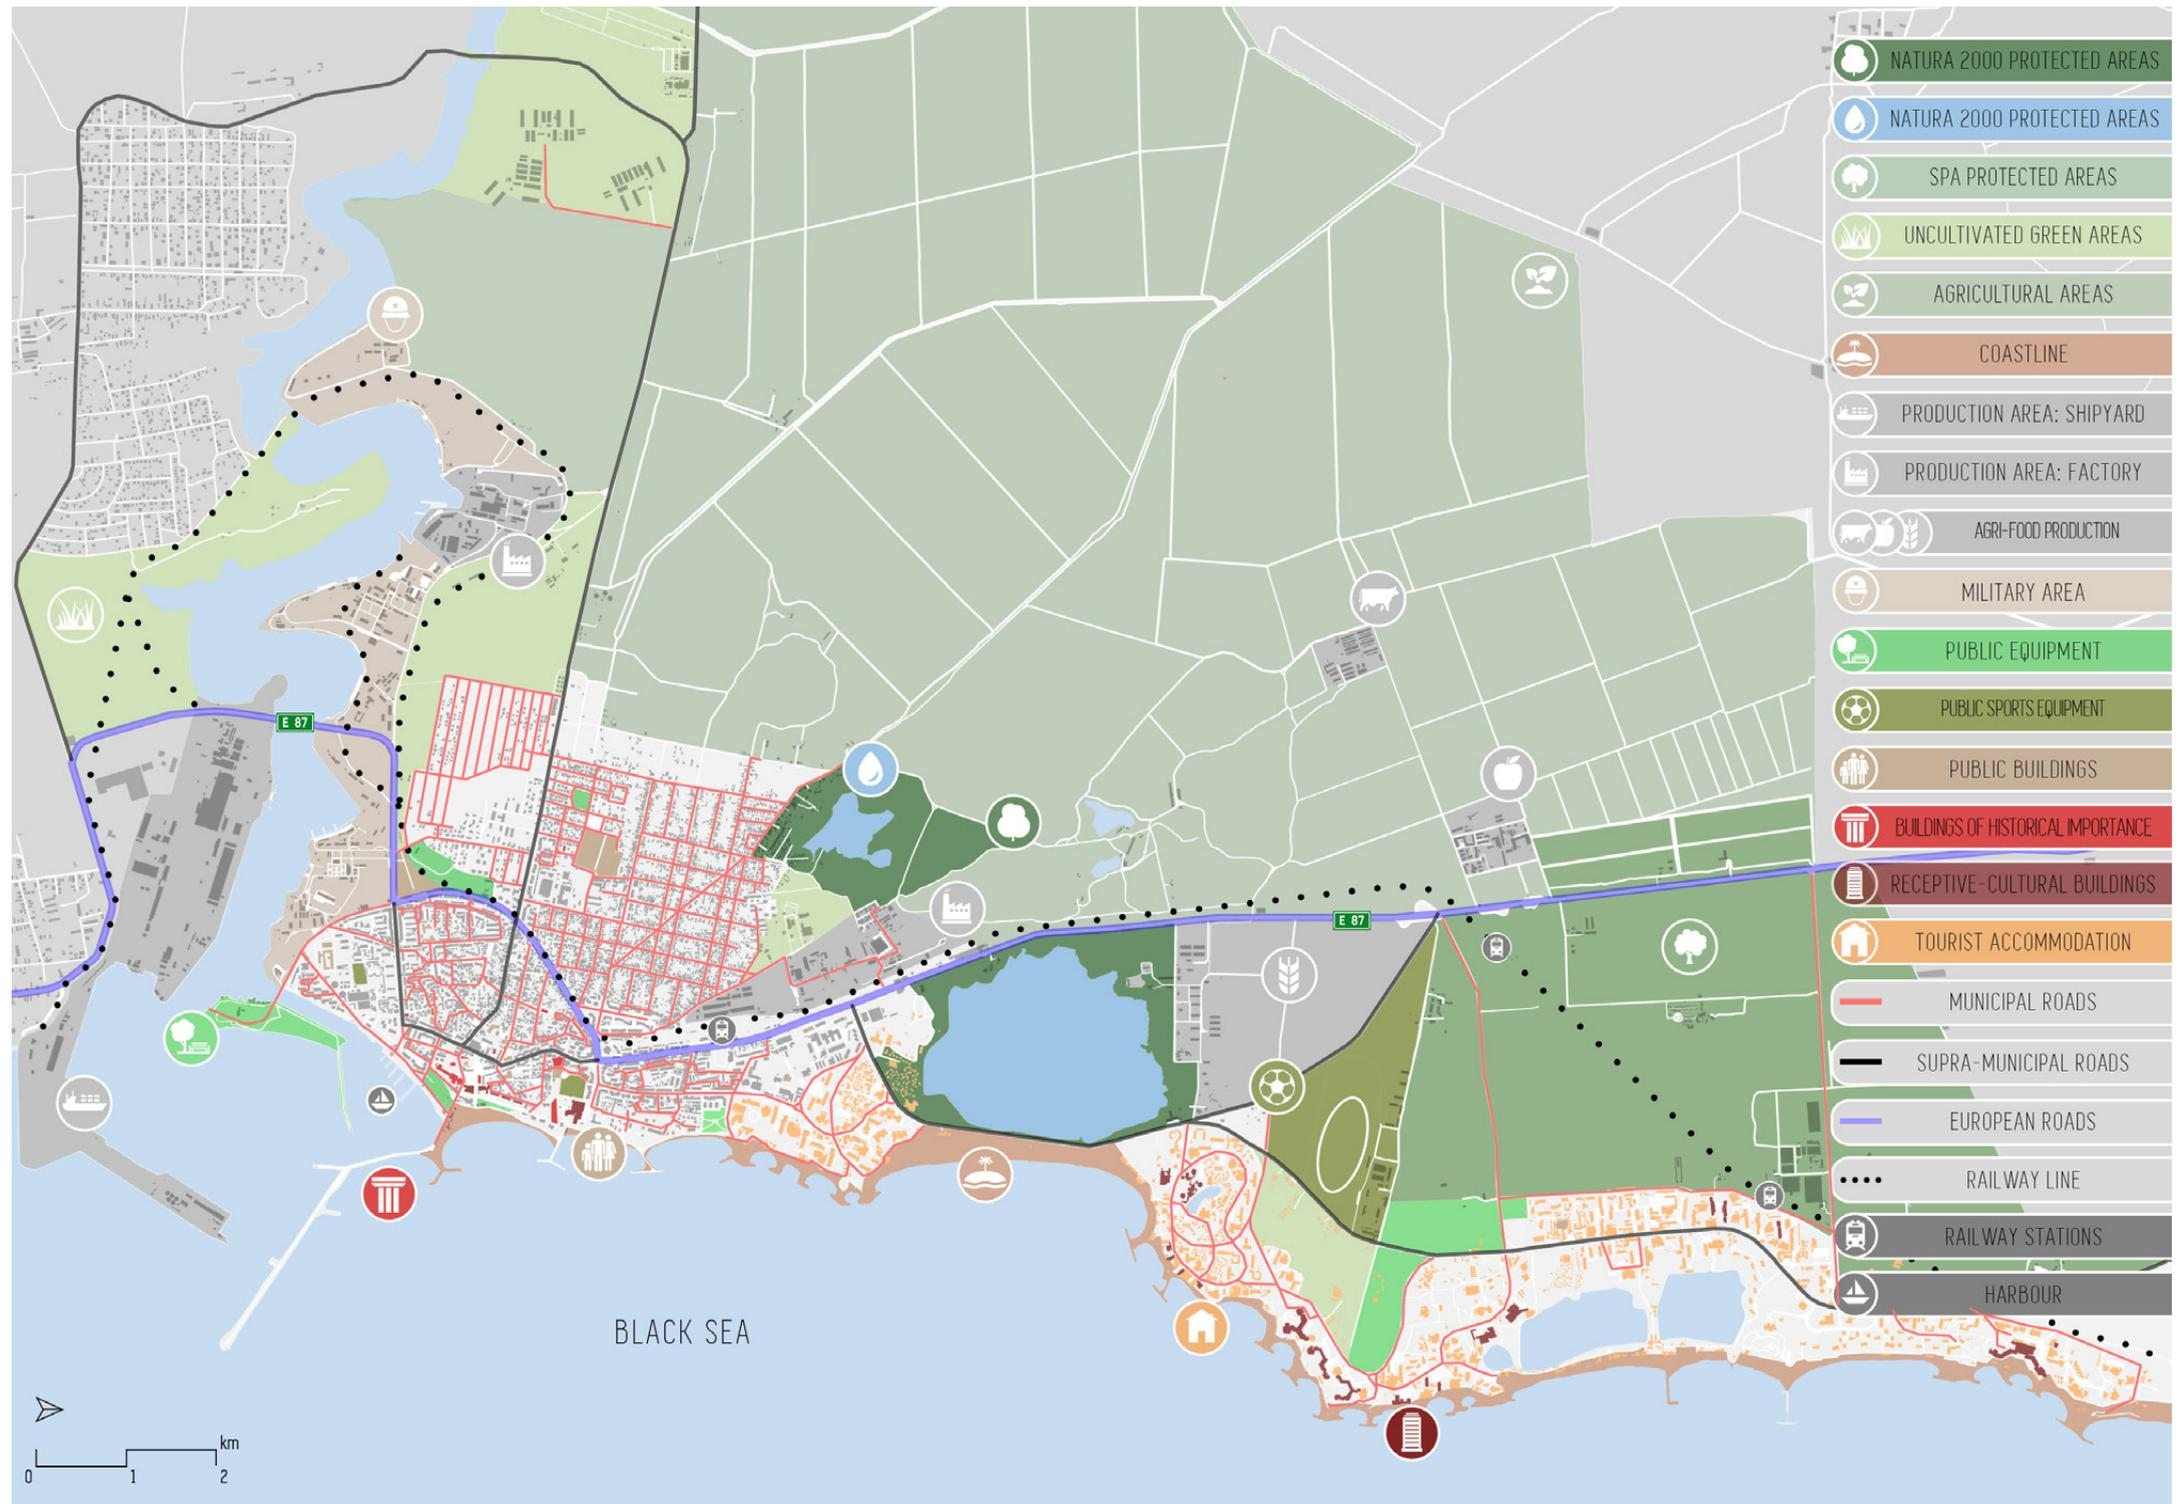 NATURA 2000 PROTECTED AREAS
NATURA 2000 PROTECTED AREAS
SPA PROTECTED AREAS
UNCULTIVATED GREEN AREAS
AGRICULTURAL AREAS
COASTLINE
PRODUCTION AREA: SHIPYARD
PRODUCTION AREA: FACTORY
AGRI-FOOD PRODUCTION
MILITARY AREA
PUBLIC EQUIPMENT
PUBLIC SPORTS EQUIPMENT
PUBLIC BUILDINGS
BUILDINGS OF HISTORICAL IMPORTANCE
RECEPTIVE-CULTURAL BUILDINGS
TOURIST ACCOMMODATION
MUNICIPAL ROADS
SUPRA-MUNICIPAL ROADS
EUROPEAN ROADS
RAILWAY LINE
RAILWAY STATIONS
HARBOUR
E 87
E 87
BLACK SEA
km
0 1 2